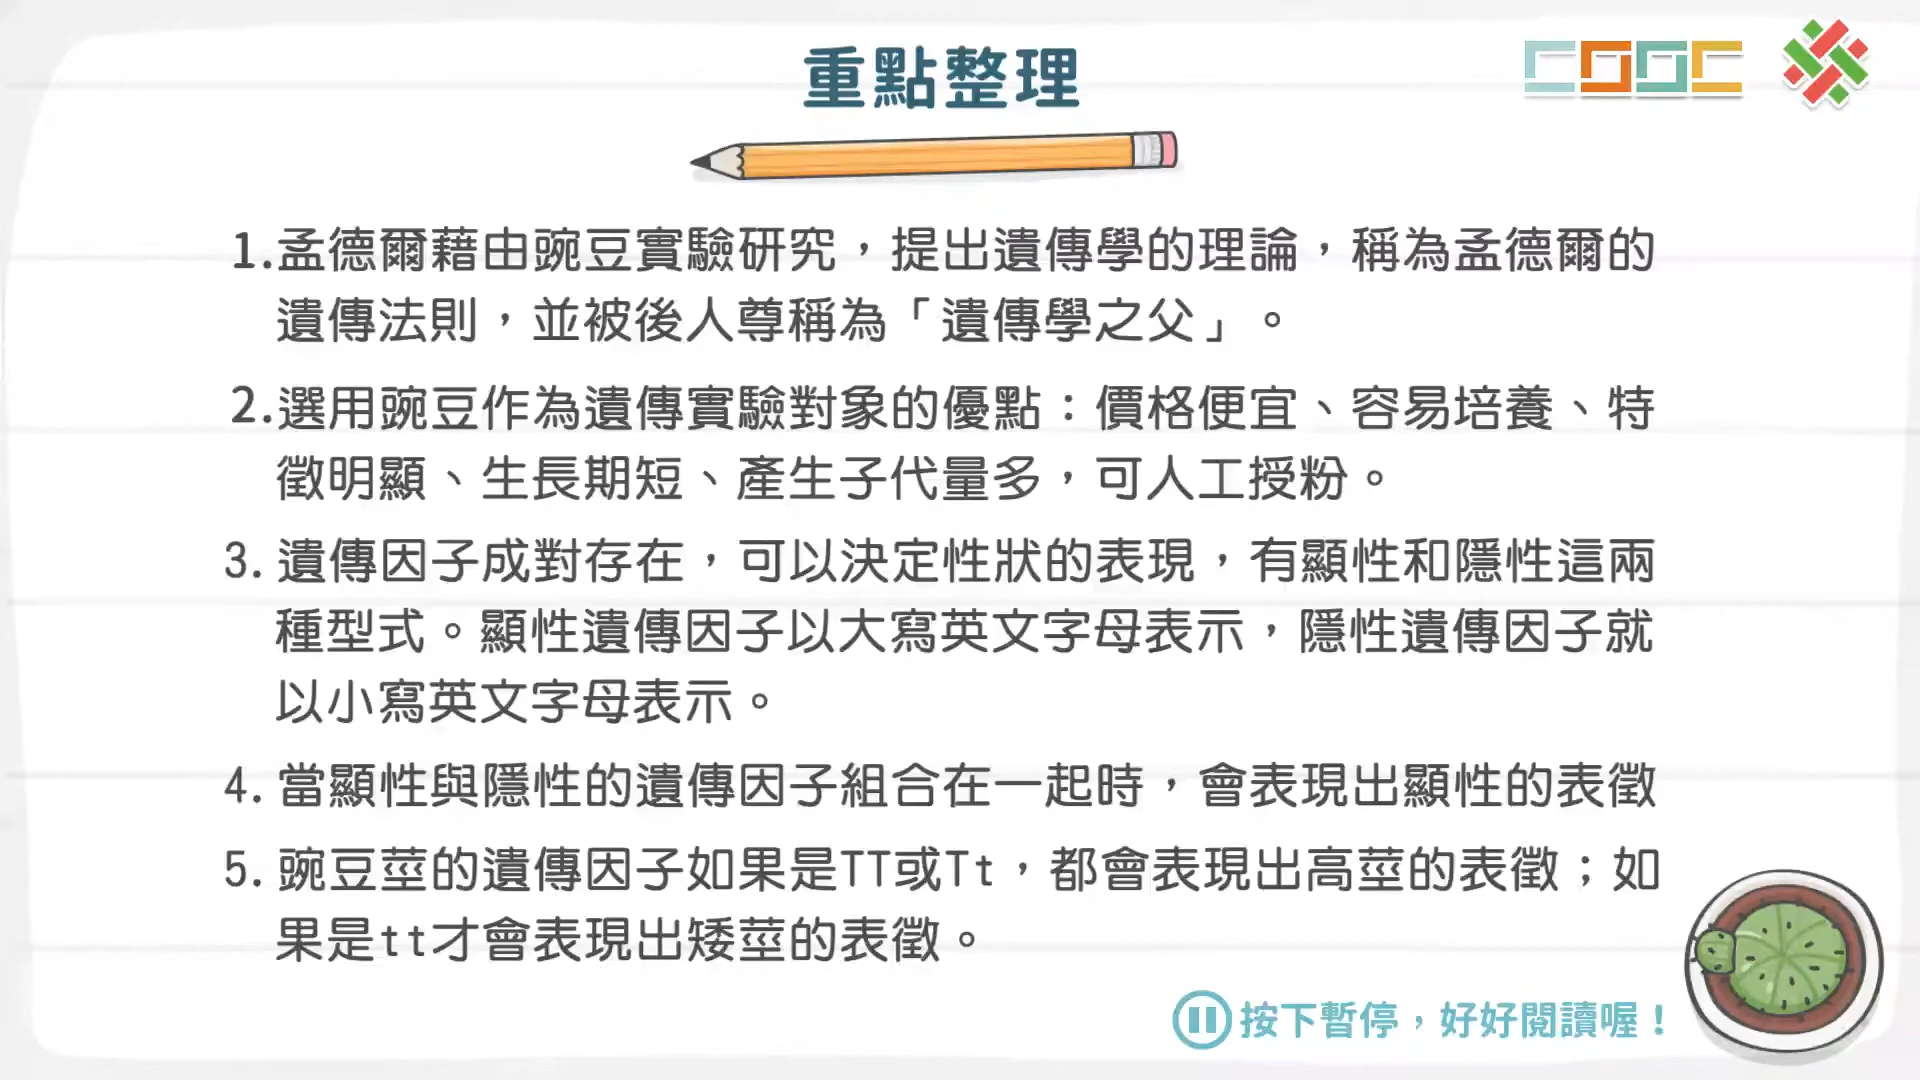 重點整理
COOC
1.孟德爾藉由豌豆實驗研究，提出遺傳學的理論，稱為孟德爾的
遺傳法則，並被後人尊稱為「遺傳學之父」。
2.選用豌豆作為遺傳實驗對象的優點：價格便宜、容易培養、特
徵明顯、生長期短、產生子代量多，可人工授粉。
3. 遺傳因子成對存在，可以決定性狀的表現，有顯性和隱性這兩
種型式。顯性遺傳因子以大寫英文字母表示，隱性遺傳因子就
以小寫英文字母表示。
4. 當顯性與隱性的遺傳因子組合在一起時，會表現出顯性的表徵
5. 豌豆莖的遺傳因子如果是TT或Tt，都會表現出高莖的表徵；如
果是tt才會表現出矮莖的表徵。
按下暫停，好好閱讀喔！